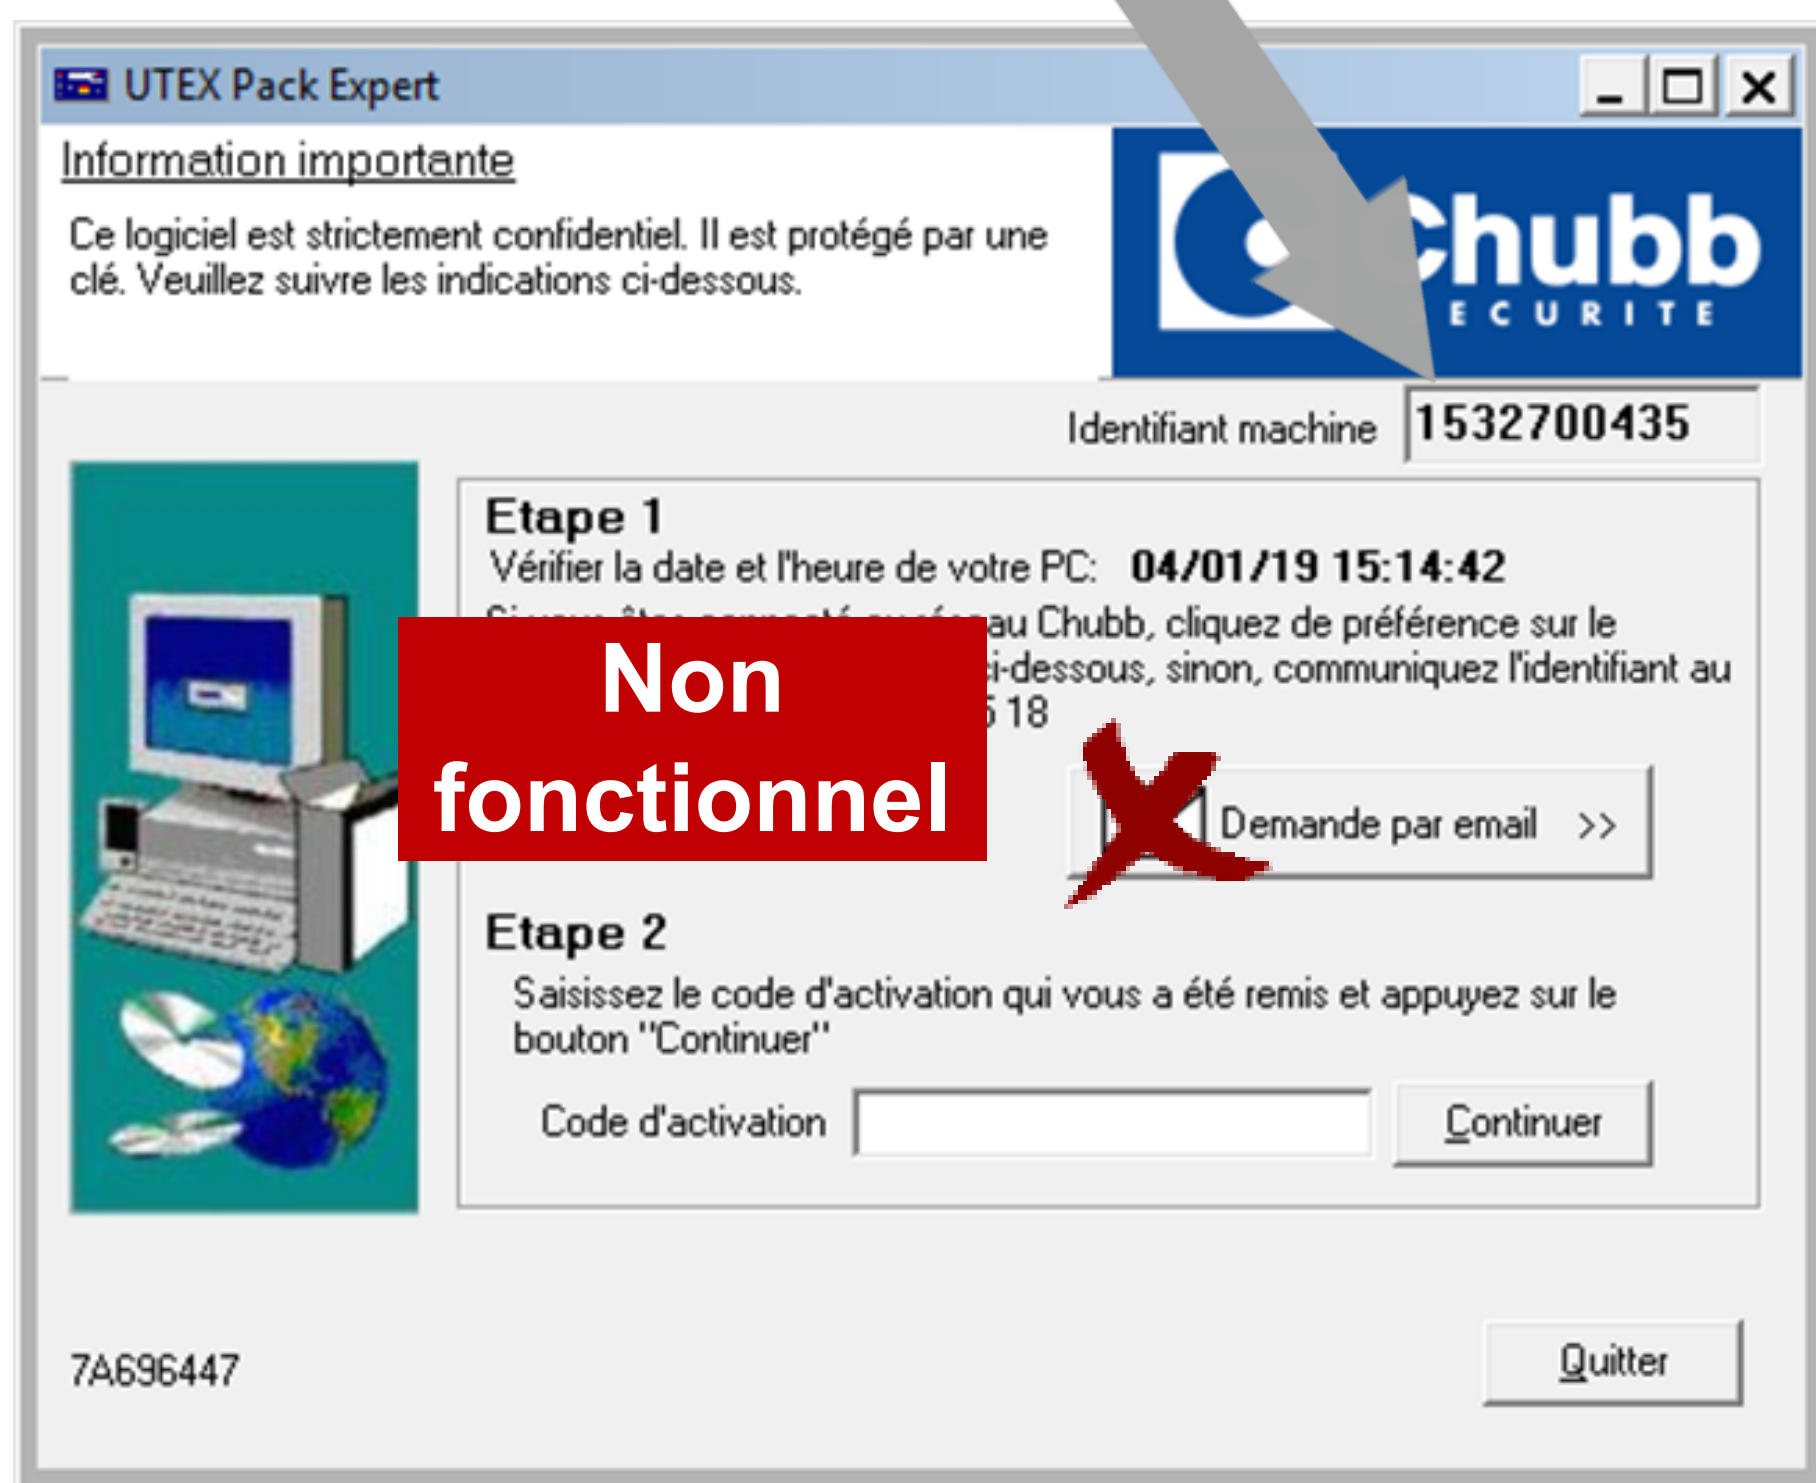 UTEX Pack Expert
Information importante
Ce logiciel est strictement confidentiel. Il est protégé par une
clé. Veuillez suivre les indications ci-dessous.
Chubb
ECURITE
Identifiant machine 1532700435
Etape 1
Vérifier la date et l'heure de votre PC: 04/01/19 15:14:42
Chubb, cliquez de préférence sur le
ci-dessous, sinon, communiquez l'identifiant au
18
Non
fonctionnel
Demande par email >>
Etape 2
Saisissez le code d'activation qui vous a été remis et appuyez sur le
bouton "Continuer"
Code d'activation Continuer
7A696447 Quitter